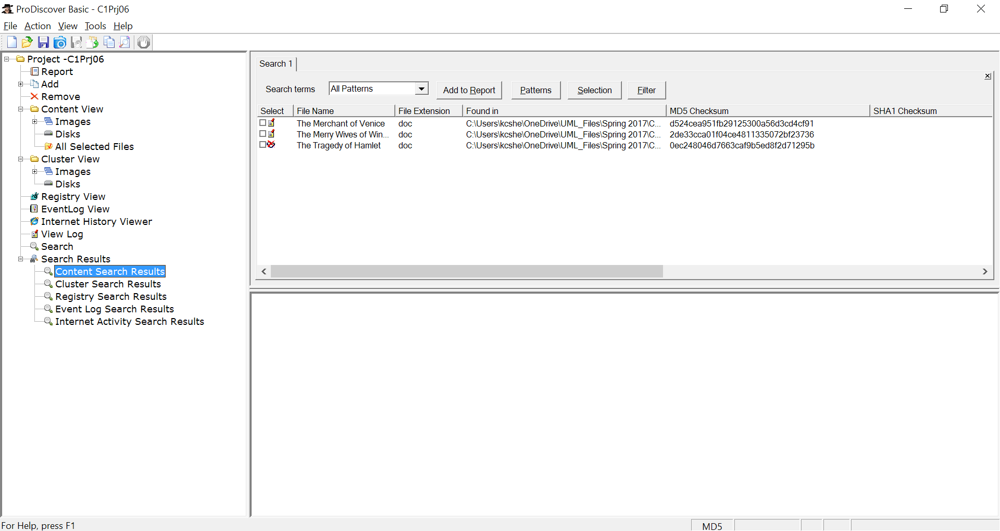 ProDiscover Basic - C1Prj06
File Action View Tools Help
Project -C1Prj06
Report
Add
Remove
Content View
Images
Disks
All Selected Files
Cluster View
Images
Disks
Registry View
EventLog View
Internet History Viewer
View Log
Search
Search Results
Content Search Results
Cluster Search Results
Registry Search Results
Event Log Search Results
Internet Activity Search Results
Search 1
Search terms All Patterns Add to Report Patterns Selection Filter
Select File Name File Extension Found in MD5 Checksum SHA1 Checksum
The Merchant of Venice doc C:\Users\kcshe\OneDrive\UML_Files\Spring 2017\C... d524cea951fb29125300a56d3cd4cf91
The Merry Wives of Win... doc C:\Users\kcshe\OneDrive\UML_Files\Spring 2017\C... 2de33cca01f04ce4811335072bf23736
The Tragedy of Hamlet doc C:\Users\kcshe\OneDrive\UML_Files\Spring 2017\C... 0ec248046d7663caf9b5ed8f2d71295b
For Help, press F1
MD5